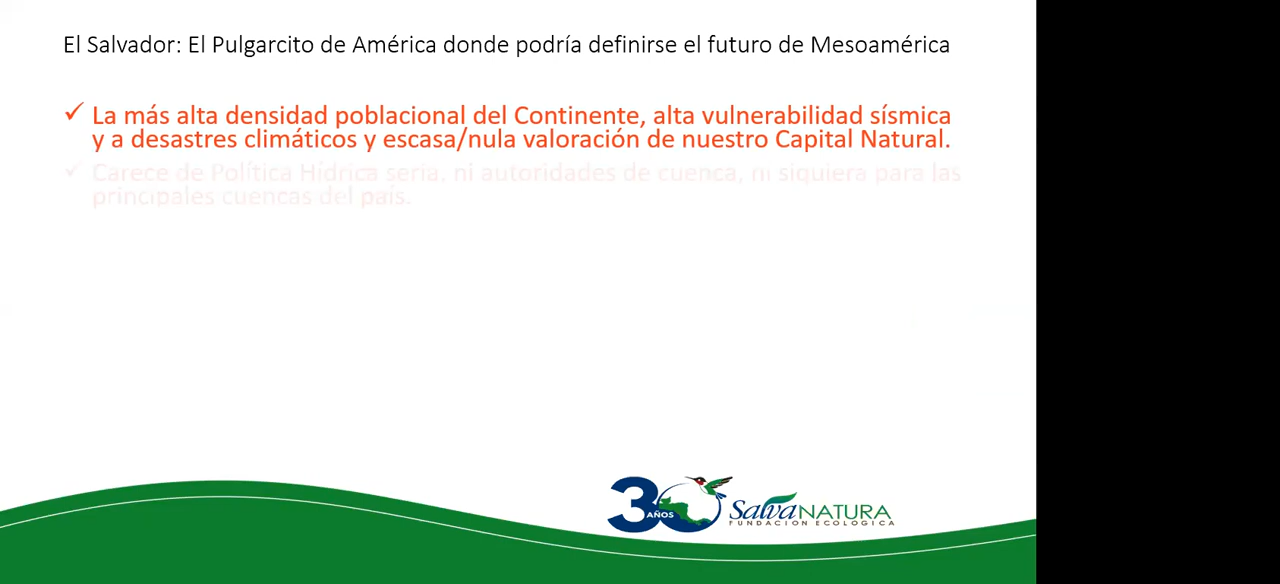 El Salvador: El Pulgarcito de América donde podría definirse el futuro de Mesoamérica
✓ La más alta densidad poblacional del Continente, alta vulnerabilidad sísmica
y a desastres climáticos y escasa/nula valoración de nuestro Capital Natural.
✓ Carece de Política Hídrica seria, ni autoridades de cuenca, ni siquiera para las
principales cuencas del país.
30 AÑOS
SalvaNATURA
FUNDACIÓN ECOLÓGICA